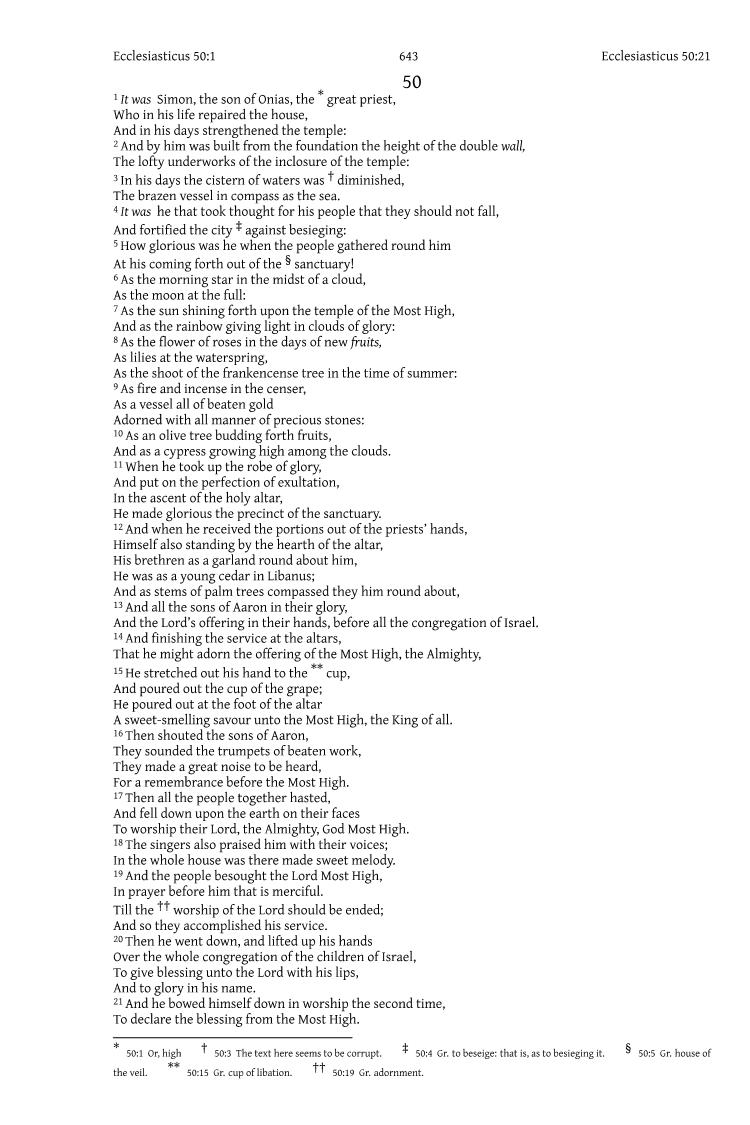 Ecclesiasticus 50:1 643 Ecclesiasticus 50:21
50
1 It was Simon, the son of Onias, the * great priest,
Who in his life repaired the house,
And in his days strengthened the temple:
2 And by him was built from the foundation the height of the double wall,
The lofty underworks of the inclosure of the temple:
3 In his days the cistern of waters was † diminished,
The brazen vessel in compass as the sea.
4 It was he that took thought for his people that they should not fall,
And fortified the city ‡ against besieging:
5 How glorious was he when the people gathered round him
At his coming forth out of the § sanctuary!
6 As the morning star in the midst of a cloud,
As the moon at the full:
7 As the sun shining forth upon the temple of the Most High,
And as the rainbow giving light in clouds of glory:
8 As the flower of roses in the days of new fruits,
As lilies at the waterspring,
As the shoot of the frankencense tree in the time of summer:
9 As fire and incense in the censer,
As a vessel all of beaten gold
Adorned with all manner of precious stones:
10 As an olive tree budding forth fruits,
And as a cypress growing high among the clouds.
11 When he took up the robe of glory,
And put on the perfection of exultation,
In the ascent of the holy altar,
He made glorious the precinct of the sanctuary.
12 And when he received the portions out of the priests’ hands,
Himself also standing by the hearth of the altar,
His brethren as a garland round about him,
He was as a young cedar in Libanus;
And as stems of palm trees compassed they him round about,
13 And all the sons of Aaron in their glory,
And the Lord’s offering in their hands, before all the congregation of Israel.
14 And finishing the service at the altars,
That he might adorn the offering of the Most High, the Almighty,
15 He stretched out his hand to the ** cup,
And poured out the cup of the grape;
He poured out at the foot of the altar
A sweet-smelling savour unto the Most High, the King of all.
16 Then shouted the sons of Aaron,
They sounded the trumpets of beaten work,
They made a great noise to be heard,
For a remembrance before the Most High.
17 Then all the people together hasted,
And fell down upon the earth on their faces
To worship their Lord, the Almighty, God Most High.
18 The singers also praised him with their voices;
In the whole house was there made sweet melody.
19 And the people besought the Lord Most High,
In prayer before him that is merciful.
Till the †† worship of the Lord should be ended;
And so they accomplished his service.
20 Then he went down, and lifted up his hands
Over the whole congregation of the children of Israel,
To give blessing unto the Lord with his lips,
And to glory in his name.
21 And he bowed himself down in worship the second time,
To declare the blessing from the Most High.
* 50:1 Or, high † 50:3 The text here seems to be corrupt. ‡ 50:4 Gr. to beseige: that is, as to besieging it. § 50:5 Gr. house of
the veil. ** 50:15 Gr. cup of libation. †† 50:19 Gr. adornment.